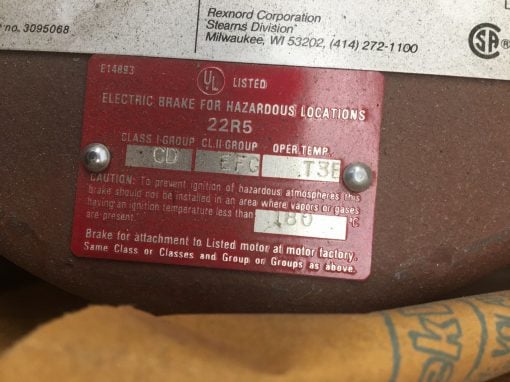 no. 3095068
Rexnord Corporation
Stearns Division
Milwaukee, WI 53202, (414) 272-1100
SA
E14893
UL LISTED
ELECTRIC BRAKE FOR HAZARDOUS LOCATIONS
22R5
CLASS I-GROUP CL.II-GROUP OPER.TEMP.
CD EFG T3B
CAUTION: To prevent ignition of hazardous atmospheres this
brake should not be installed in an area where vapors or gases
having an ignition temperature less than 180 °C
are present.
Brake for attachment to Listed motor at motor factory.
Same Class or Classes and Group or Groups as above.